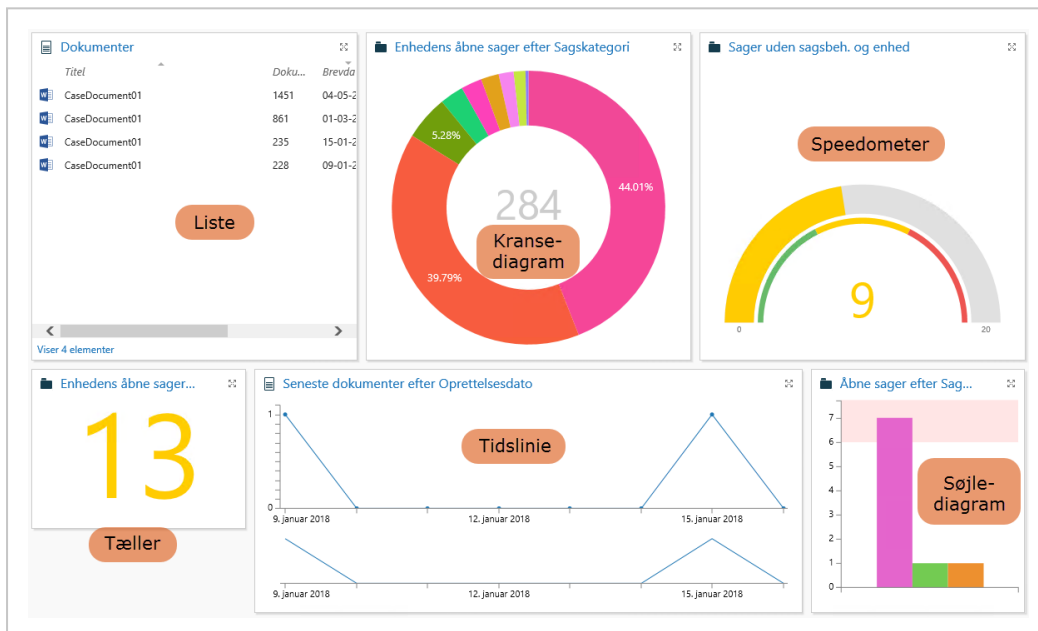 Dokumenter
Titel Doku... Brevda
CaseDocument01 1451 04-05-2
CaseDocument01 861 01-03-2
CaseDocument01 235 15-01-2
CaseDocument01 228 09-01-2
Liste
Viser 4 elementer
Enhedens åbne sager efter Sagskategori
5.28%
44.01%
284
Kranse-
diagram
39.79%
Sager uden sagsbeh. og enhed
Speedometer
9
0 20
Enhedens åbne sager...
13
Tæller
Seneste dokumenter efter Oprettelsesdato
1
Tidslinie
0
9. januar 2018 12. januar 2018 15. januar 2018
9. januar 2018 12. januar 2018 15. januar 2018
Åbne sager efter Sag...
7
6
5
4
3
2
1
0
Søjle-
diagram